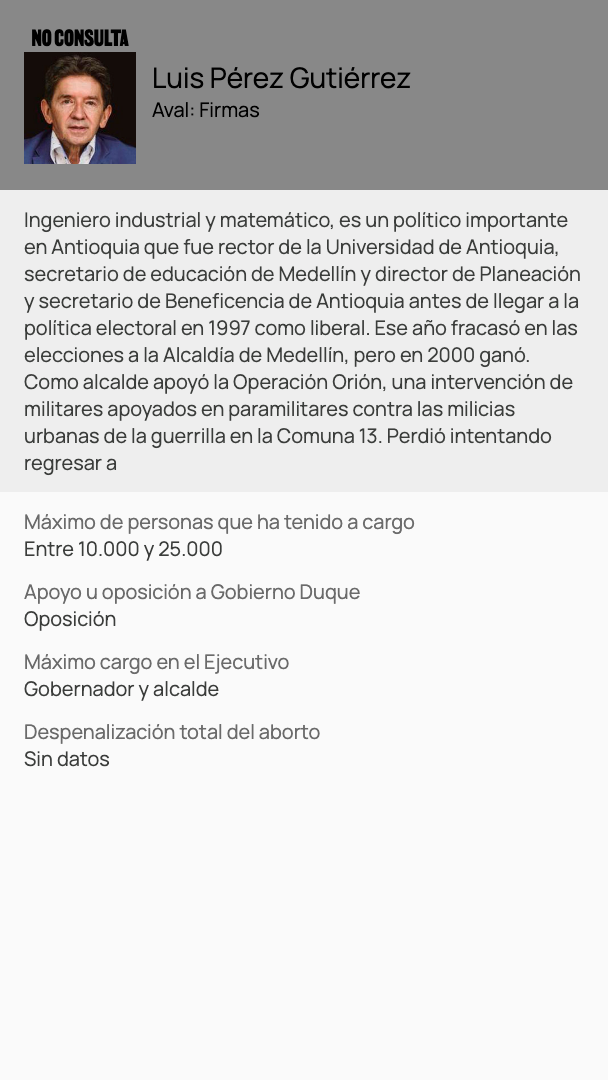 NO CONSULTA
Luis Pérez Gutiérrez
Aval: Firmas
Ingeniero industrial y matemático, es un político importante
en Antioquia que fue rector de la Universidad de Antioquia,
secretario de educación de Medellín y director de Planeación
y secretario de Beneficencia de Antioquia antes de llegar a la
política electoral en 1997 como liberal. Ese año fracasó en las
elecciones a la Alcaldía de Medellín, pero en 2000 ganó.
Como alcalde apoyó la Operación Orión, una intervención de
militares apoyados en paramilitares contra las milicias
urbanas de la guerrilla en la Comuna 13. Perdió intentando
regresar a
Máximo de personas que ha tenido a cargo
Entre 10.000 y 25.000
Apoyo u oposición a Gobierno Duque
Oposición
Máximo cargo en el Ejecutivo
Gobernador y alcalde
Despenalización total del aborto
Sin datos